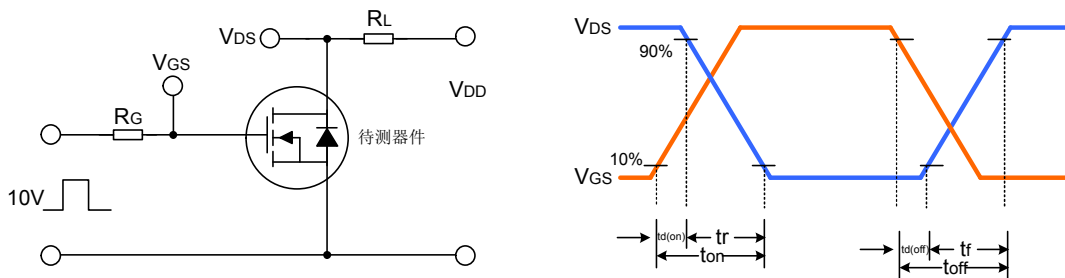 VDS
RL
VGS
VDD
RG
待测器件
10V
VDS
90%
10%
VGS
td(on)
tr
ton
td(off)
tf
toff